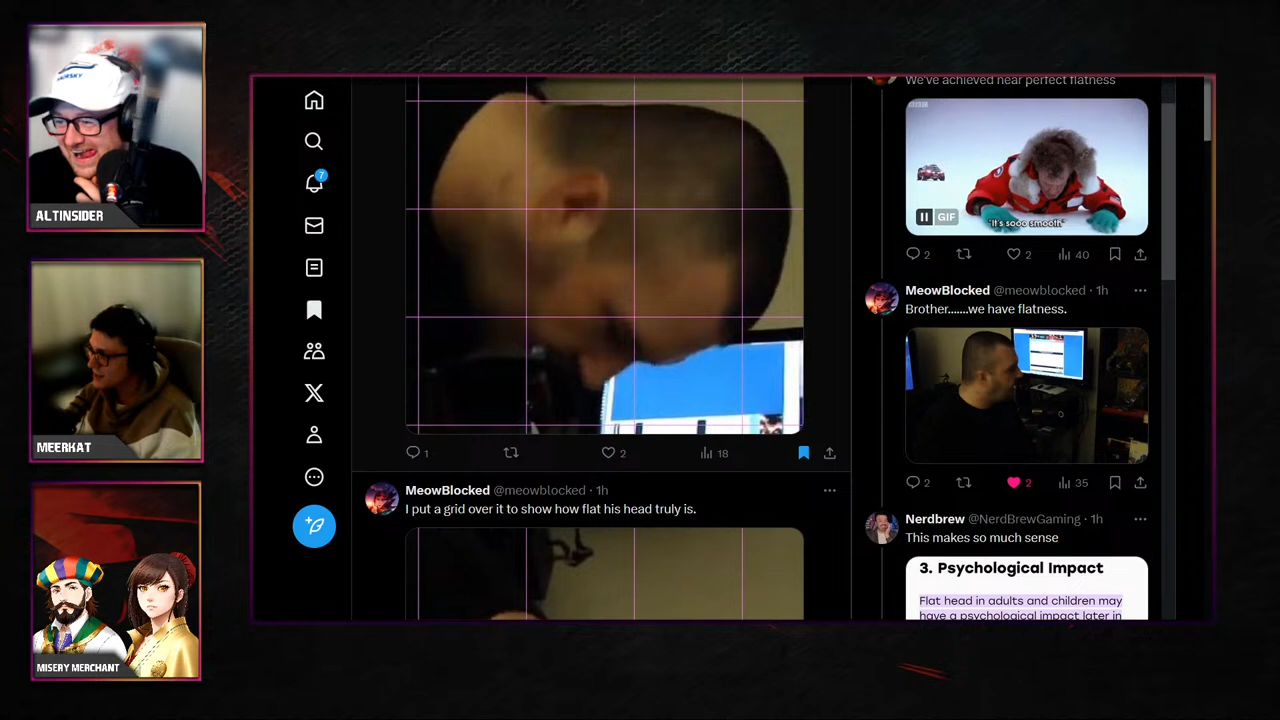 ALTINSIDER
MEERKAT
MISERY MERCHANT
7
1
2
18
MeowBlocked @meowblocked · 1h
I put a grid over it to show how flat his head truly is.
We've achieved near perfect flatness
GIF
"It's sooo smooth"
2
2
40
MeowBlocked @meowblocked · 1h
Brother.......we have flatness.
2
2
35
Nerdbrew @NerdBrewGaming · 1h
This makes so much sense
3. Psychological Impact
Flat head in adults and children may
have a psychological impact later in